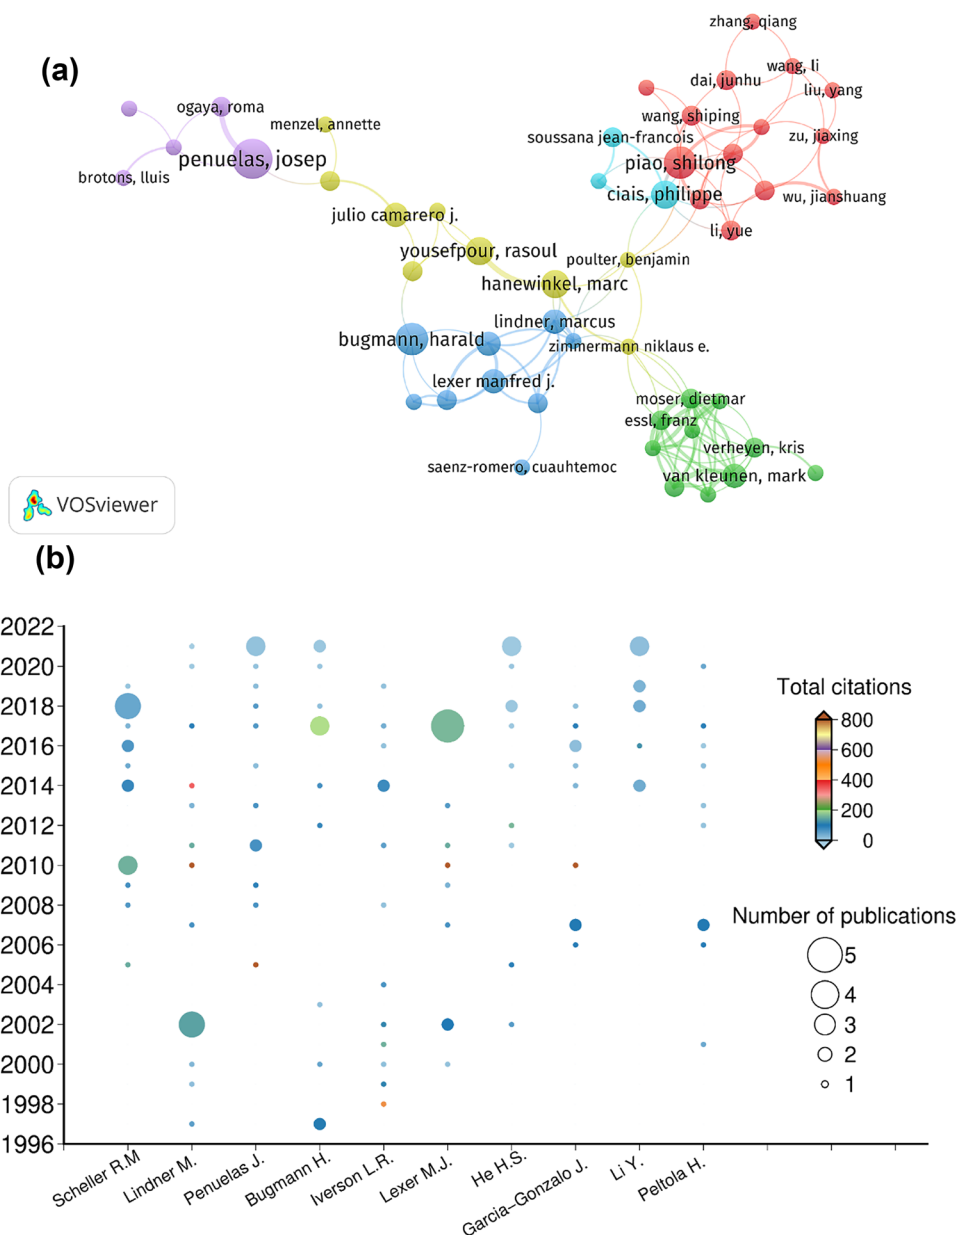 (a)
zhang, qiang
wang, li
dai, junhu
liu, yang
ogaya, roma
menzel, annette
wang, shiping
soussana jean-francois
zu, jiaxing
penuelas, josep
piao, shilong
brotons, lluis
ciais, philippe
wu, jianshuang
julio camarero j.
li, yue
yousefpour, rasoul
poulter, benjamin
hanewinkel, marc
lindner, marcus
bugmann, harald
zimmermann niklaus e.
lexer manfred j.
moser, dietmar
essl, franz
verheyen, kris
saenz-romero, cuauhtemoc
van kleunen, mark
VOSviewer
(b)
2022
2020
2018
2016
2014
2012
2010
2008
2006
2004
2002
2000
1998
1996
Scheller R.M
Lindner M.
Penuelas J.
Bugmann H.
Iverson L.R.
Lexer M.J.
He H.S.
Garcia–Gonzalo J.
Li Y.
Peltola H.
Total citations
800
600
400
200
0
Number of publications
5
4
3
2
1